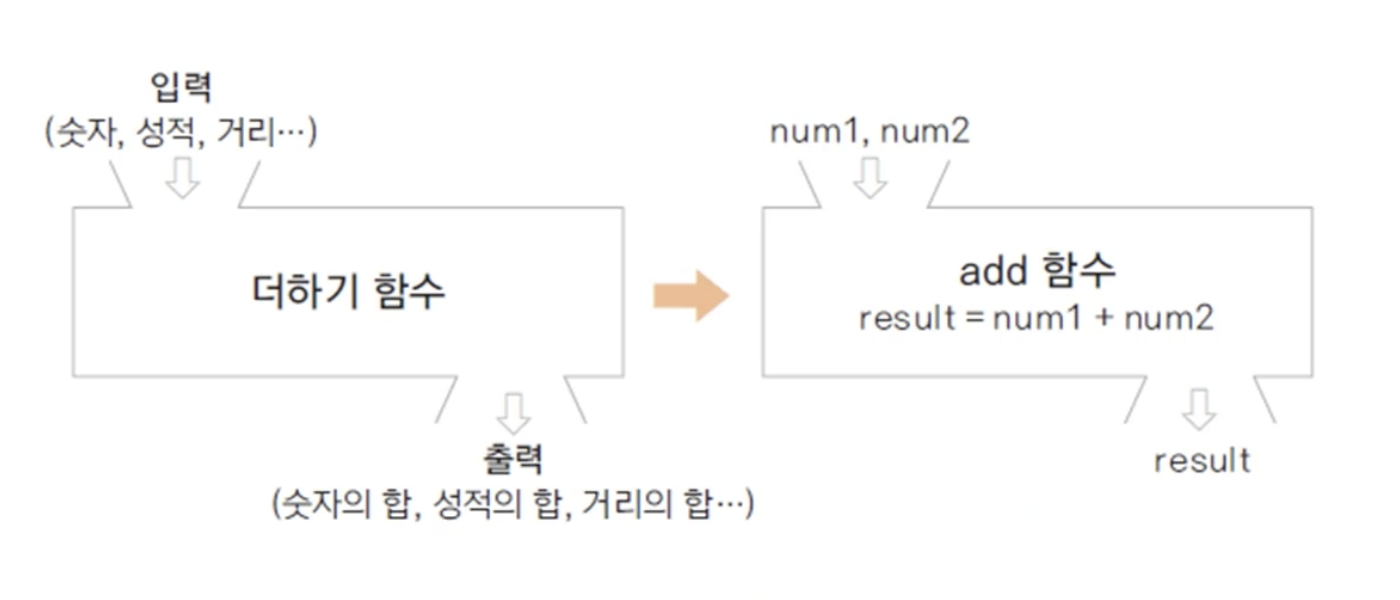 입력
(숫자, 성적, 거리…)
더하기 함수
출력
(숫자의 합, 성적의 합, 거리의 합…)
num1, num2
add 함수
result = num1 + num2
result